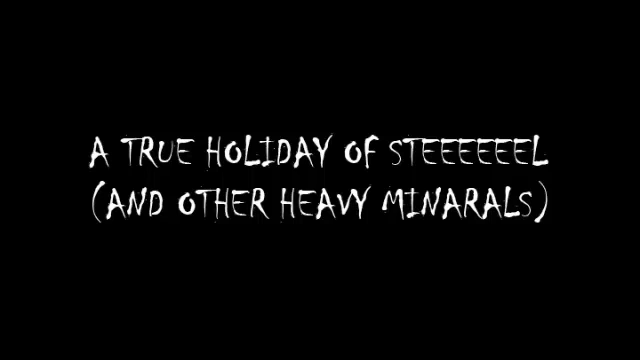 A TRUE HOLIDAY OF STEEEEEEL
(AND OTHER HEAVY MINARALS)